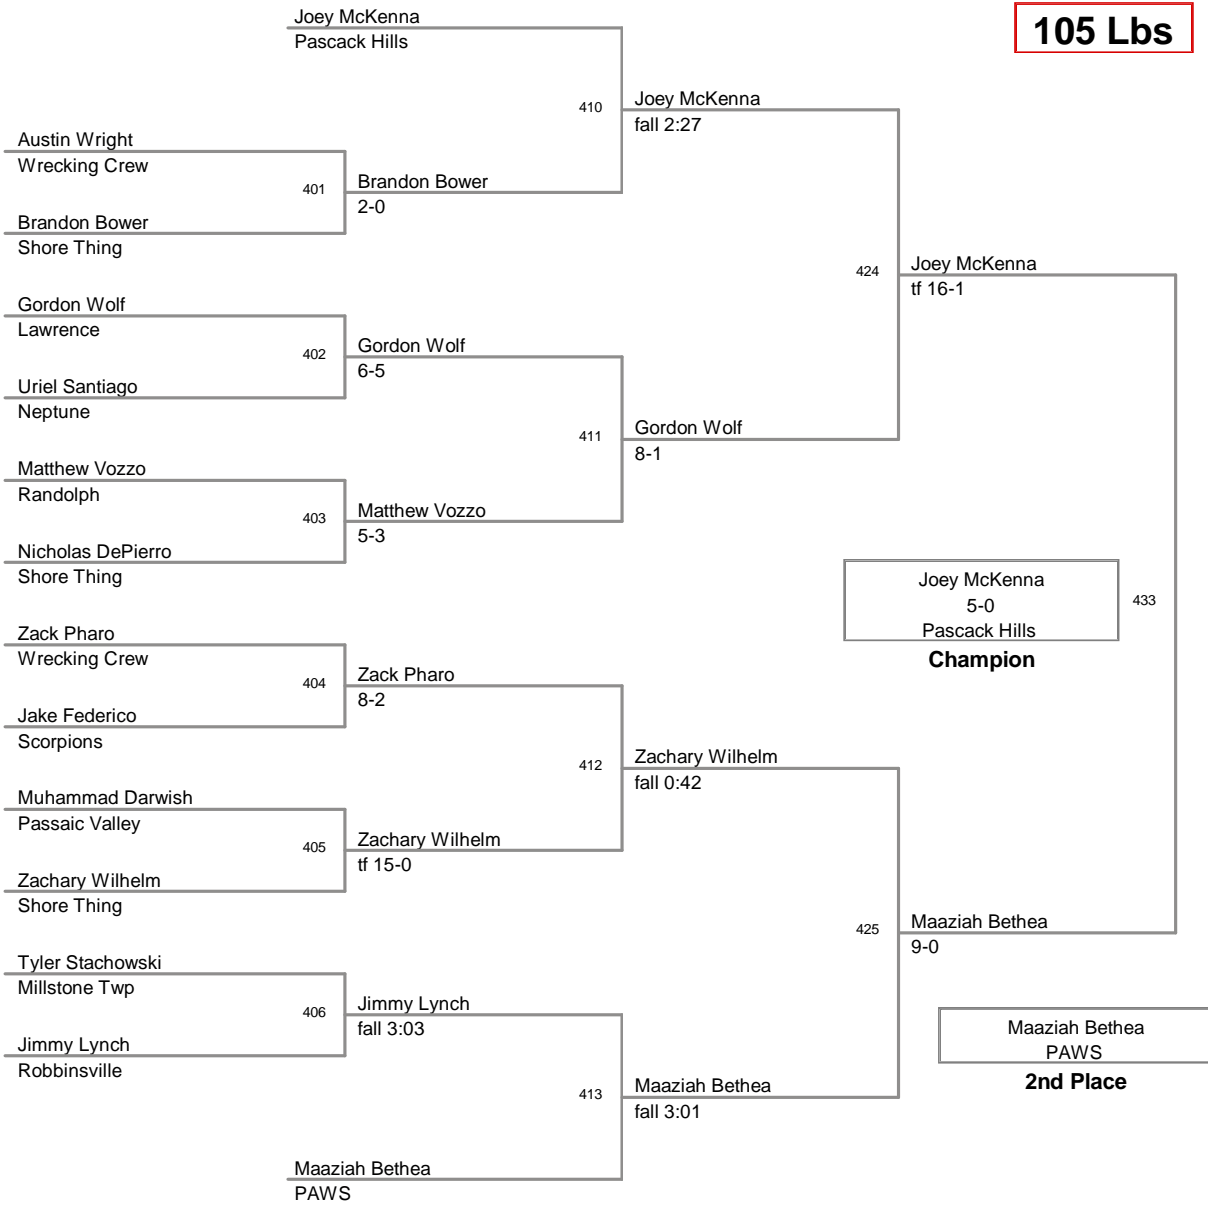 Joey McKenna
Pascack Hills
105 Lbs
410
Joey McKenna
fall 2:27
Austin Wright
Wrecking Crew
401
Brandon Bower
2-0
Brandon Bower
Shore Thing
424
Joey McKenna
tf 16-1
Gordon Wolf
Lawrence
402
Gordon Wolf
6-5
Uriel Santiago
Neptune
411
Gordon Wolf
8-1
Matthew Vozzo
Randolph
403
Matthew Vozzo
5-3
Nicholas DePierro
Shore Thing
Joey McKenna
5-0
Pascack Hills
Champion
433
Zack Pharo
Wrecking Crew
404
Zack Pharo
8-2
Jake Federico
Scorpions
412
Zachary Wilhelm
fall 0:42
Muhammad Darwish
Passaic Valley
405
Zachary Wilhelm
tf 15-0
Zachary Wilhelm
Shore Thing
425
Maaziah Bethea
9-0
Tyler Stachowski
Millstone Twp
406
Jimmy Lynch
fall 3:03
Jimmy Lynch
Robbinsville
Maaziah Bethea
PAWS
2nd Place
413
Maaziah Bethea
fall 3:01
Maaziah Bethea
PAWS